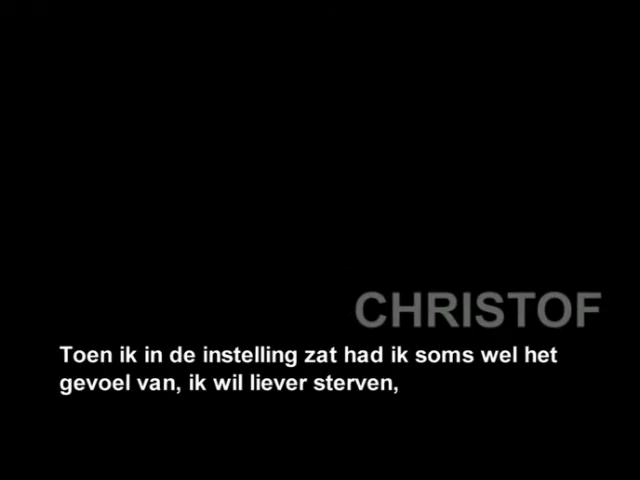 CHRISTOF
Toen ik in de instelling zat had ik soms wel het
gevoel van, ik wil liever sterven,